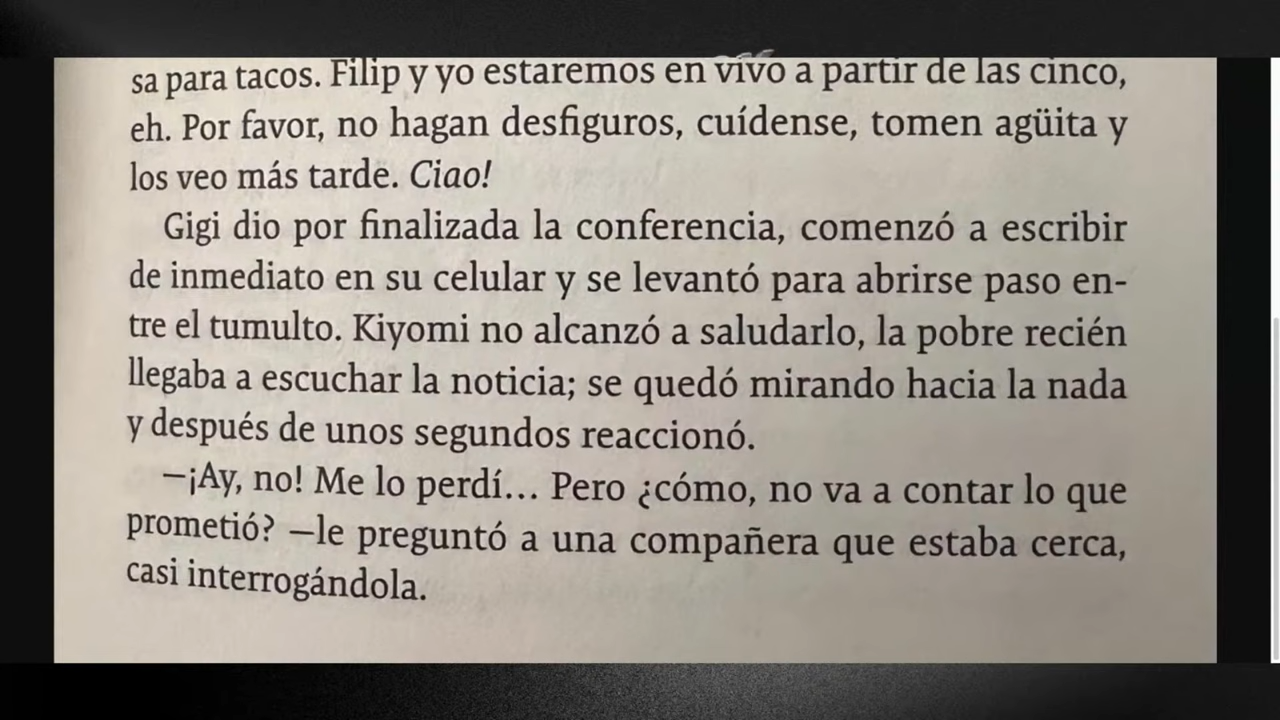 sa para tacos. Filip y yo estaremos en vivo a partir de las cinco,
eh. Por favor, no hagan desfiguros, cuídense, tomen agüita y
los veo más tarde. Ciao!
Gigi dio por finalizada la conferencia, comenzó a escribir
de inmediato en su celular y se levantó para abrirse paso en-
tre el tumulto. Kiyomi no alcanzó a saludarlo, la pobre recién
llegaba a escuchar la noticia; se quedó mirando hacia la nada
y después de unos segundos reaccionó.
—¡Ay, no! Me lo perdí... Pero ¿cómo, no va a contar lo que
prometió? —le preguntó a una compañera que estaba cerca,
casi interrogándola.